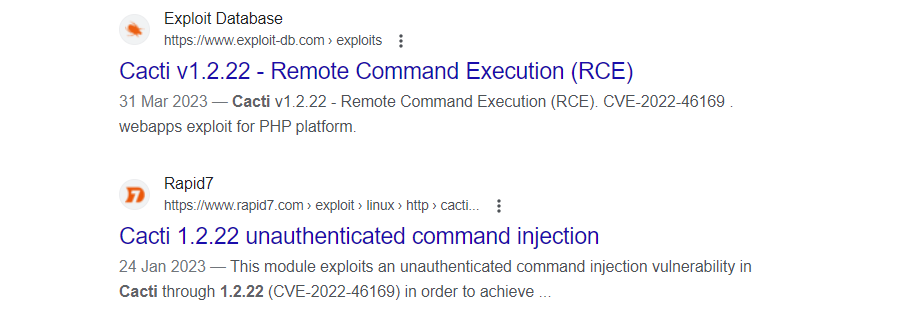 Exploit Database
https://www.exploit-db.com › exploits
Cacti v1.2.22 - Remote Command Execution (RCE)
31 Mar 2023 — Cacti v1.2.22 - Remote Command Execution (RCE). CVE-2022-46169 .
webapps exploit for PHP platform.
Rapid7
https://www.rapid7.com › exploit › linux › http › cacti...
Cacti 1.2.22 unauthenticated command injection
24 Jan 2023 — This module exploits an unauthenticated command injection vulnerability in
Cacti through 1.2.22 (CVE-2022-46169) in order to achieve ...